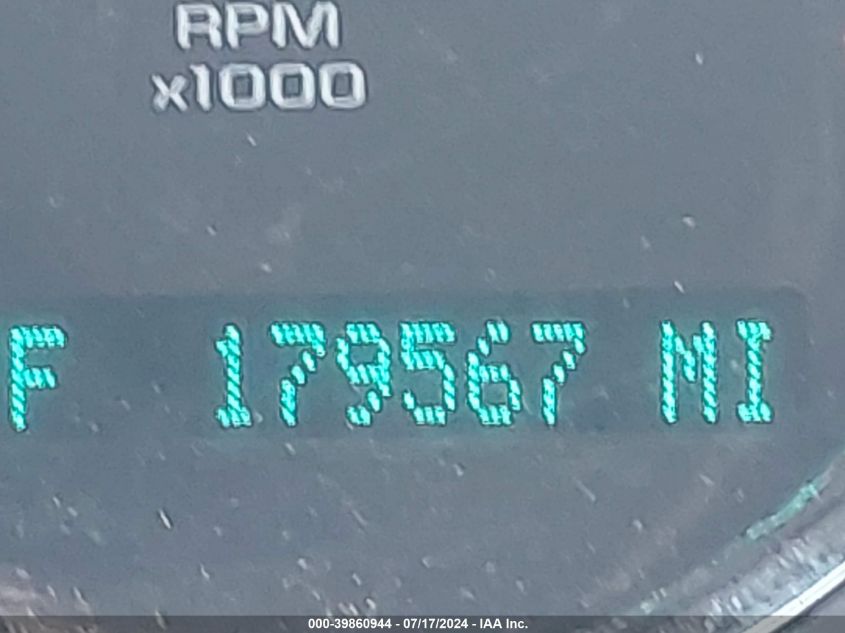 RPM
x1000
F 179567 MI
000-39860944 - 07/17/2024 - IAA Inc.